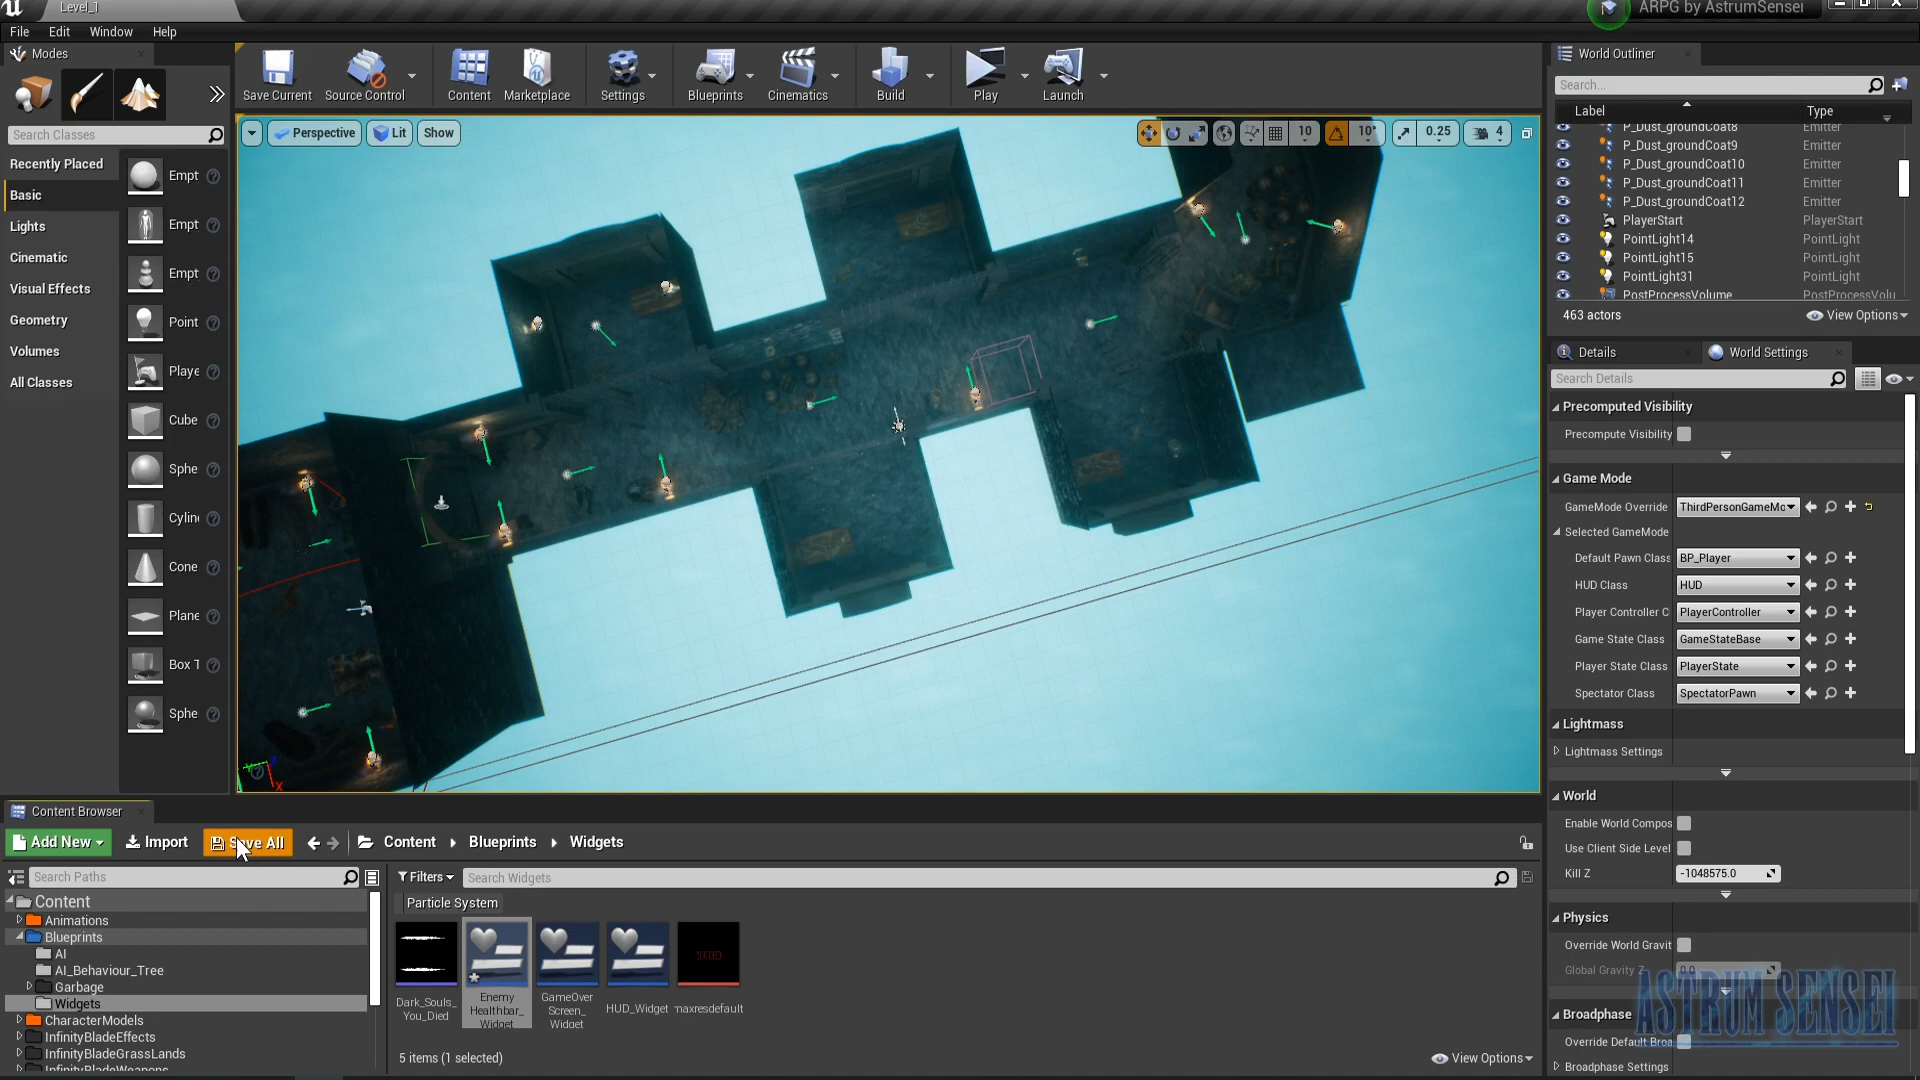 Level_1
ARPG by AstrumSensei
File Edit Window Help
Modes
Save Current Source Control Content Marketplace Settings Blueprints Cinematics Build Play Launch
Search Classes
Recently Placed
Basic
Lights
Cinematic
Visual Effects
Geometry
Volumes
All Classes
Empt
Empt
Empt
Point
Playe
Cube
Sphe
Cylin
Cone
Plane
Box T
Sphe
Perspective Lit Show
10 10° 0.25 4
World Outliner
Search...
Label Type
P_Dust_groundCoat8 Emitter
P_Dust_groundCoat9 Emitter
P_Dust_groundCoat10 Emitter
P_Dust_groundCoat11 Emitter
P_Dust_groundCoat12 Emitter
PlayerStart PlayerStart
PointLight14 PointLight
PointLight15 PointLight
PointLight31 PointLight
PostProcessVolume PostProcessVolu
463 actors View Options
Details World Settings
Search Details
Precomputed Visibility
Precompute Visibility
Game Mode
GameMode Override ThirdPersonGameMo
Selected GameMode
Default Pawn Class BP_Player
HUD Class HUD
Player Controller C PlayerController
Game State Class GameStateBase
Player State Class PlayerState
Spectator Class SpectatorPawn
Lightmass
Lightmass Settings
World
Enable World Compos
Use Client Side Level
Kill Z -1048575.0
Physics
Override World Gravit
Global Gravity Z 0.0
Broadphase
Override Default Broa
Broadphase Settings
ASTRUM SENSEI
Content Browser
Add New Import Save All Content Blueprints Widgets
Search Paths
Content
Animations
Blueprints
AI
AI_Behaviour_Tree
Garbage
Widgets
CharacterModels
InfinityBladeEffects
InfinityBladeGrassLands
InfinityBladeWeapons
Filters Search Widgets
Particle System
YOU DIED
Dark_Souls_
You_Died
Enemy
Healthbar_
Widget
GameOver
Screen_
Widget
HUD_Widget
maxresdefault
5 items (1 selected) View Options